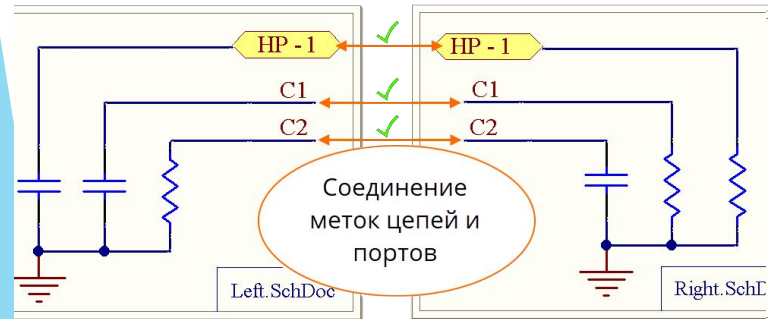 HP - 1
HP - 1
C1
C1
C2
C2
Соединение
меток цепей и
портов
Left.SchDoc
Right.SchD